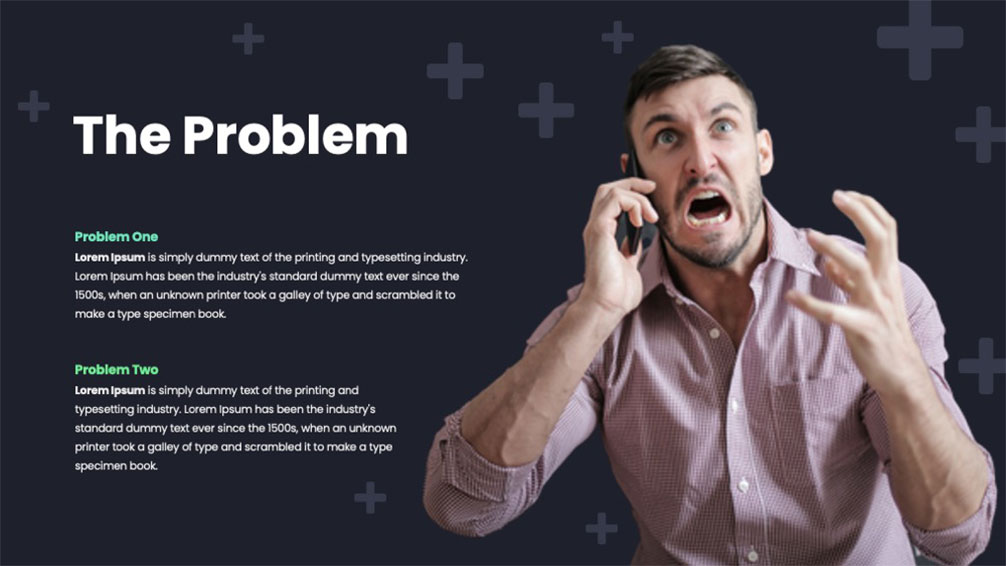 The Problem
Problem One
Lorem Ipsum is simply dummy text of the printing and typesetting industry.
Lorem Ipsum has been the industry's standard dummy text ever since the
1500s, when an unknown printer took a galley of type and scrambled it to
make a type specimen book.
Problem Two
Lorem Ipsum is simply dummy text of the printing and
typesetting industry. Lorem Ipsum has been the industry's
standard dummy text ever since the 1500s, when an unknown
printer took a galley of type and scrambled it to make a type
specimen book.